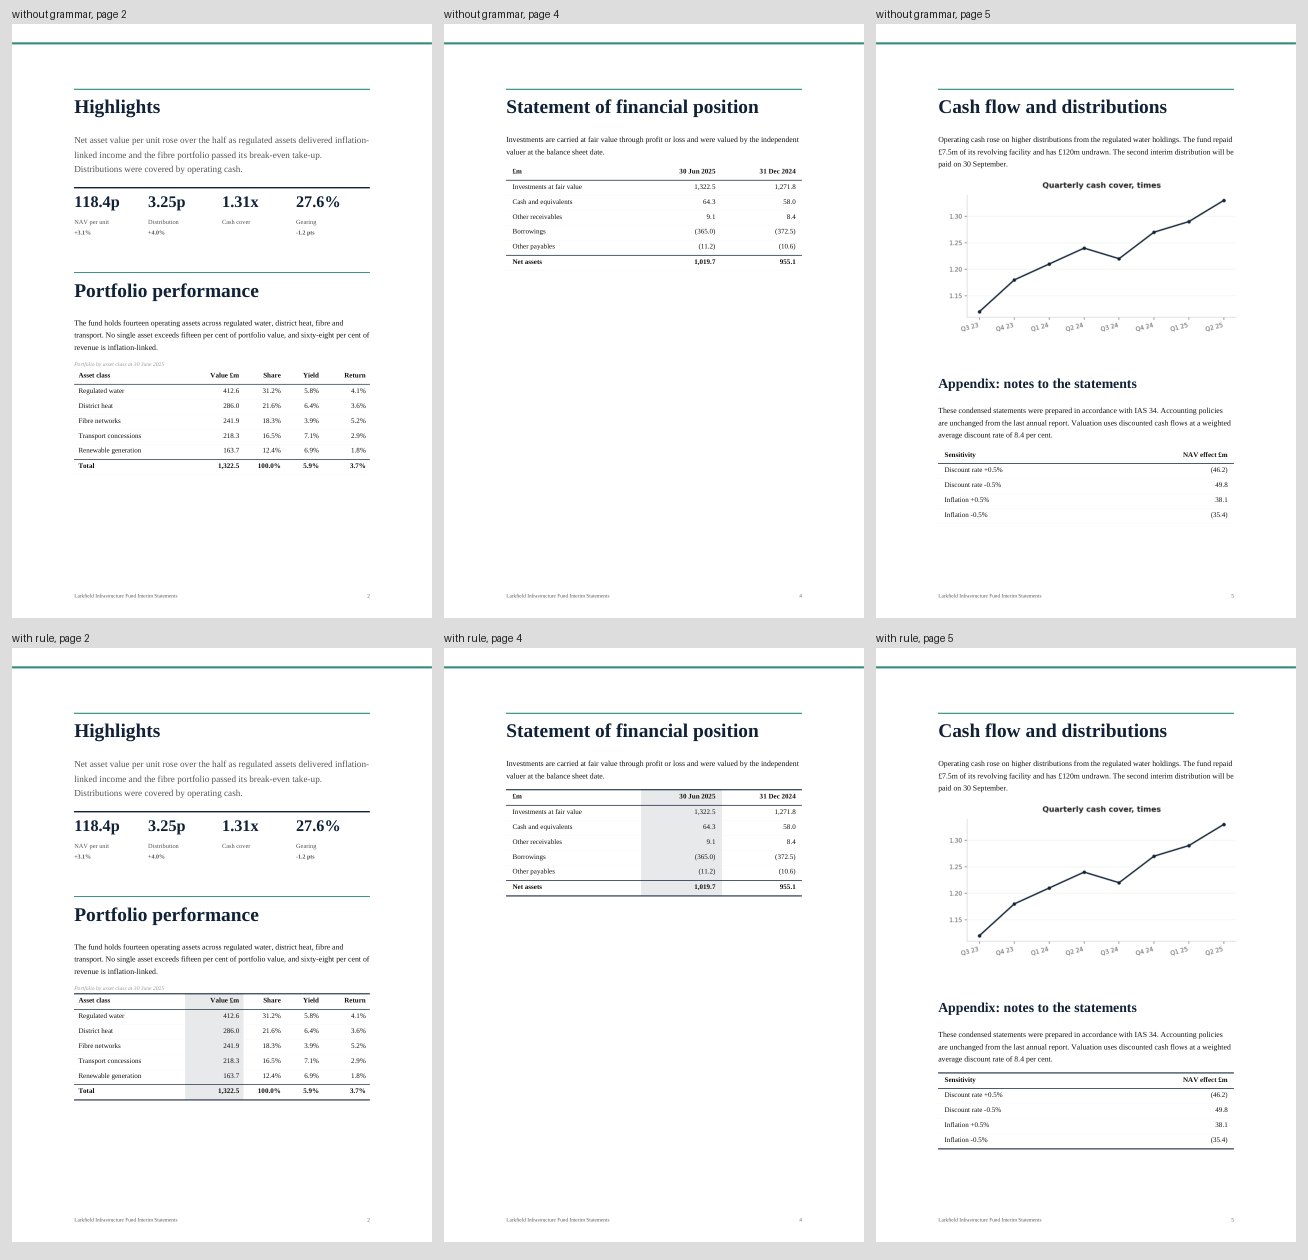 without grammar, page 2
Highlights
Net asset value per unit rose over the half as regulated assets delivered inflation-
linked income and the fibre portfolio passed its break-even take-up.
Distributions were covered by operating cash.
118.4p 3.25p 1.31x 27.6%
NAV per unit Distribution Cash cover Gearing
+3.1% +4.0% -1.2 pts
Portfolio performance
The fund holds fourteen operating assets across regulated water, district heat, fibre and
transport. No single asset exceeds fifteen per cent of portfolio value, and sixty-eight per cent of
revenue is inflation-linked.
Portfolio by asset class at 30 June 2025
Asset class Value £m Share Yield Return
Regulated water 412.6 31.2% 5.8% 4.1%
District heat 286.0 21.6% 6.4% 3.6%
Fibre networks 241.9 18.3% 3.9% 5.2%
Transport concessions 218.3 16.5% 7.1% 2.9%
Renewable generation 163.7 12.4% 6.9% 1.8%
Total 1,322.5 100.0% 5.9% 3.7%
Larkfield Infrastructure Fund Interim Statements 2
without grammar, page 4
Statement of financial position
Investments are carried at fair value through profit or loss and were valued by the independent
valuer at the balance sheet date.
£m 30 Jun 2025 31 Dec 2024
Investments at fair value 1,322.5 1,271.8
Cash and equivalents 64.3 58.0
Other receivables 9.1 8.4
Borrowings (365.0) (372.5)
Other payables (11.2) (10.6)
Net assets 1,019.7 955.1
Larkfield Infrastructure Fund Interim Statements 4
without grammar, page 5
Cash flow and distributions
Operating cash rose on higher distributions from the regulated water holdings. The fund repaid
£7.5m of its revolving facility and has £120m undrawn. The second interim distribution will be
paid on 30 September.
Quarterly cash cover, times
1.30
1.25
1.20
1.15
Q3 23 Q4 23 Q1 24 Q2 24 Q3 24 Q4 24 Q1 25 Q2 25
Appendix: notes to the statements
These condensed statements were prepared in accordance with IAS 34. Accounting policies
are unchanged from the last annual report. Valuation uses discounted cash flows at a weighted
average discount rate of 8.4 per cent.
Sensitivity NAV effect £m
Discount rate +0.5% (46.2)
Discount rate -0.5% 49.8
Inflation +0.5% 38.1
Inflation -0.5% (35.4)
Larkfield Infrastructure Fund Interim Statements 5
with rule, page 2
Highlights
Net asset value per unit rose over the half as regulated assets delivered inflation-
linked income and the fibre portfolio passed its break-even take-up.
Distributions were covered by operating cash.
118.4p 3.25p 1.31x 27.6%
NAV per unit Distribution Cash cover Gearing
+3.1% +4.0% -1.2 pts
Portfolio performance
The fund holds fourteen operating assets across regulated water, district heat, fibre and
transport. No single asset exceeds fifteen per cent of portfolio value, and sixty-eight per cent of
revenue is inflation-linked.
Portfolio by asset class at 30 June 2025
Asset class Value £m Share Yield Return
Regulated water 412.6 31.2% 5.8% 4.1%
District heat 286.0 21.6% 6.4% 3.6%
Fibre networks 241.9 18.3% 3.9% 5.2%
Transport concessions 218.3 16.5% 7.1% 2.9%
Renewable generation 163.7 12.4% 6.9% 1.8%
Total 1,322.5 100.0% 5.9% 3.7%
Larkfield Infrastructure Fund Interim Statements 2
with rule, page 4
Statement of financial position
Investments are carried at fair value through profit or loss and were valued by the independent
valuer at the balance sheet date.
£m 30 Jun 2025 31 Dec 2024
Investments at fair value 1,322.5 1,271.8
Cash and equivalents 64.3 58.0
Other receivables 9.1 8.4
Borrowings (365.0) (372.5)
Other payables (11.2) (10.6)
Net assets 1,019.7 955.1
Larkfield Infrastructure Fund Interim Statements 4
with rule, page 5
Cash flow and distributions
Operating cash rose on higher distributions from the regulated water holdings. The fund repaid
£7.5m of its revolving facility and has £120m undrawn. The second interim distribution will be
paid on 30 September.
Quarterly cash cover, times
1.30
1.25
1.20
1.15
Q3 23 Q4 23 Q1 24 Q2 24 Q3 24 Q4 24 Q1 25 Q2 25
Appendix: notes to the statements
These condensed statements were prepared in accordance with IAS 34. Accounting policies
are unchanged from the last annual report. Valuation uses discounted cash flows at a weighted
average discount rate of 8.4 per cent.
Sensitivity NAV effect £m
Discount rate +0.5% (46.2)
Discount rate -0.5% 49.8
Inflation +0.5% 38.1
Inflation -0.5% (35.4)
Larkfield Infrastructure Fund Interim Statements 5